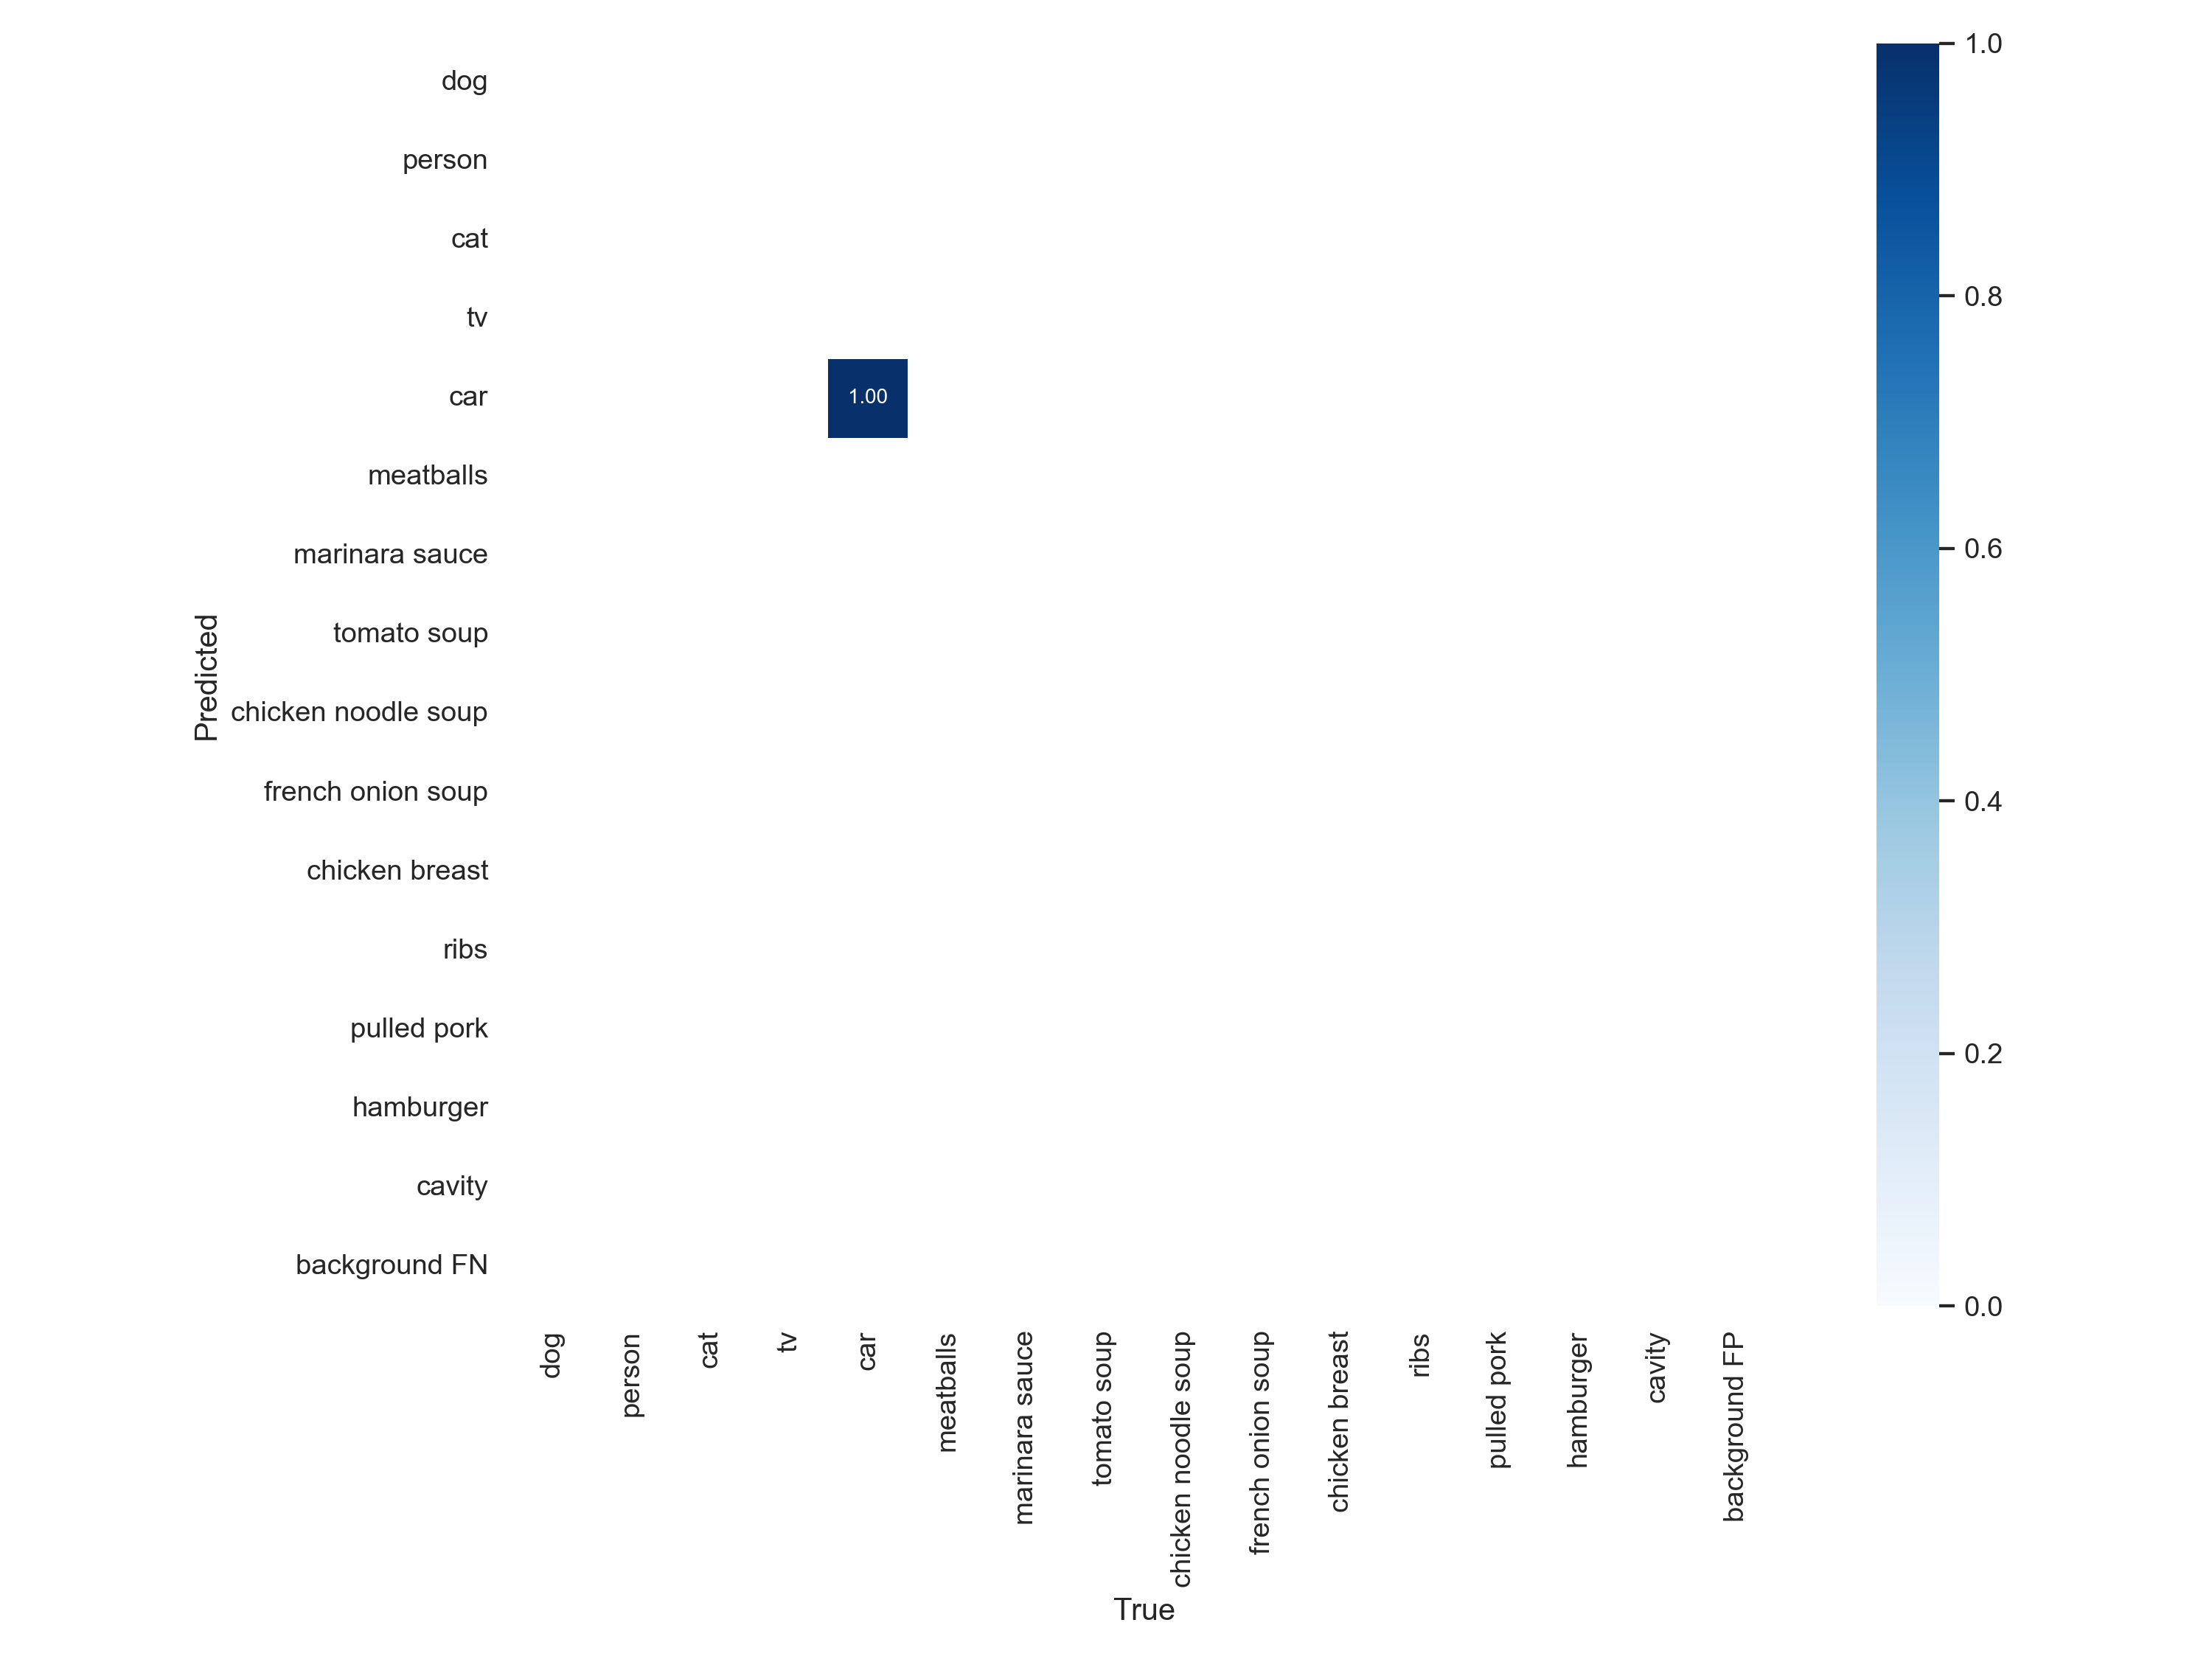 dog
person
cat
tv
car
meatballs
marinara sauce
tomato soup
chicken noodle soup
french onion soup
chicken breast
ribs
pulled pork
hamburger
cavity
background FN
Predicted
1.00
dog
person
cat
tv
car
meatballs
marinara sauce
tomato soup
chicken noodle soup
french onion soup
chicken breast
ribs
pulled pork
hamburger
cavity
background FP
True
1.0
0.8
0.6
0.4
0.2
0.0